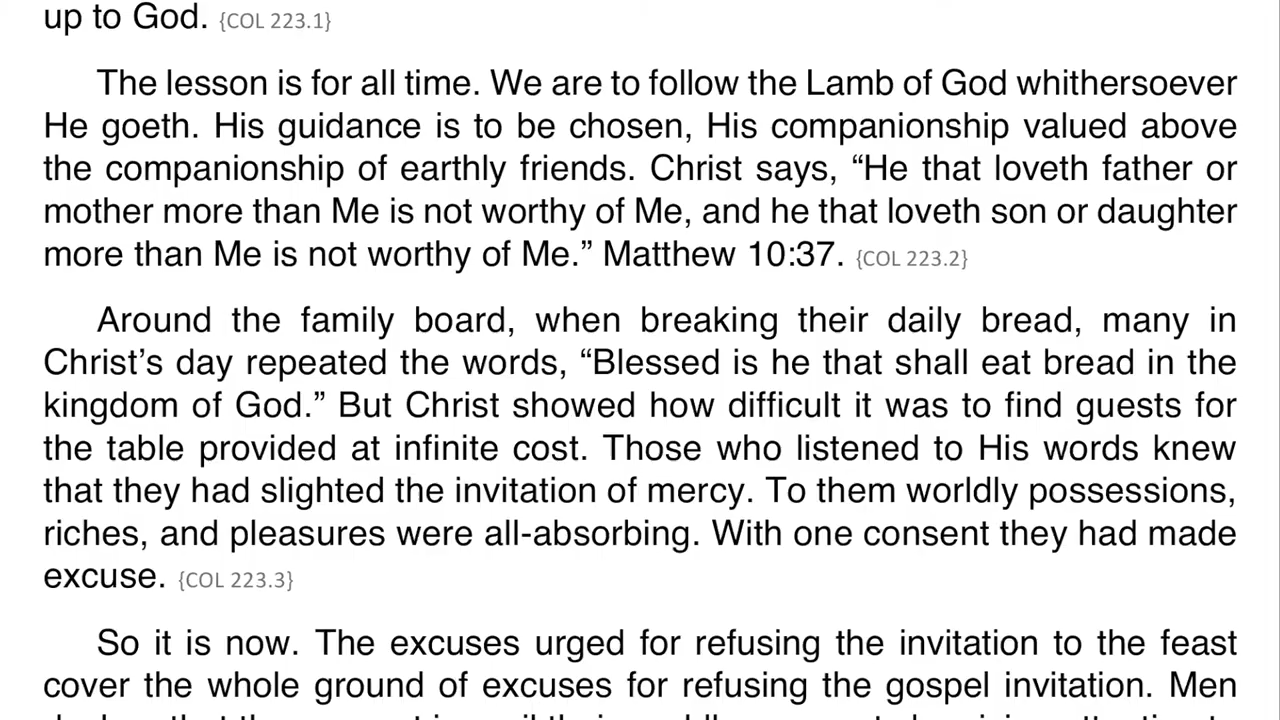 up to God. {COL 223.1}
The lesson is for all time. We are to follow the Lamb of God whithersoever
He goeth. His guidance is to be chosen, His companionship valued above
the companionship of earthly friends. Christ says, “He that loveth father or
mother more than Me is not worthy of Me, and he that loveth son or daughter
more than Me is not worthy of Me.” Matthew 10:37. {COL 223.2}
Around the family board, when breaking their daily bread, many in
Christ’s day repeated the words, “Blessed is he that shall eat bread in the
kingdom of God.” But Christ showed how difficult it was to find guests for
the table provided at infinite cost. Those who listened to His words knew
that they had slighted the invitation of mercy. To them worldly possessions,
riches, and pleasures were all-absorbing. With one consent they had made
excuse. {COL 223.3}
So it is now. The excuses urged for refusing the invitation to the feast
cover the whole ground of excuses for refusing the gospel invitation. Men